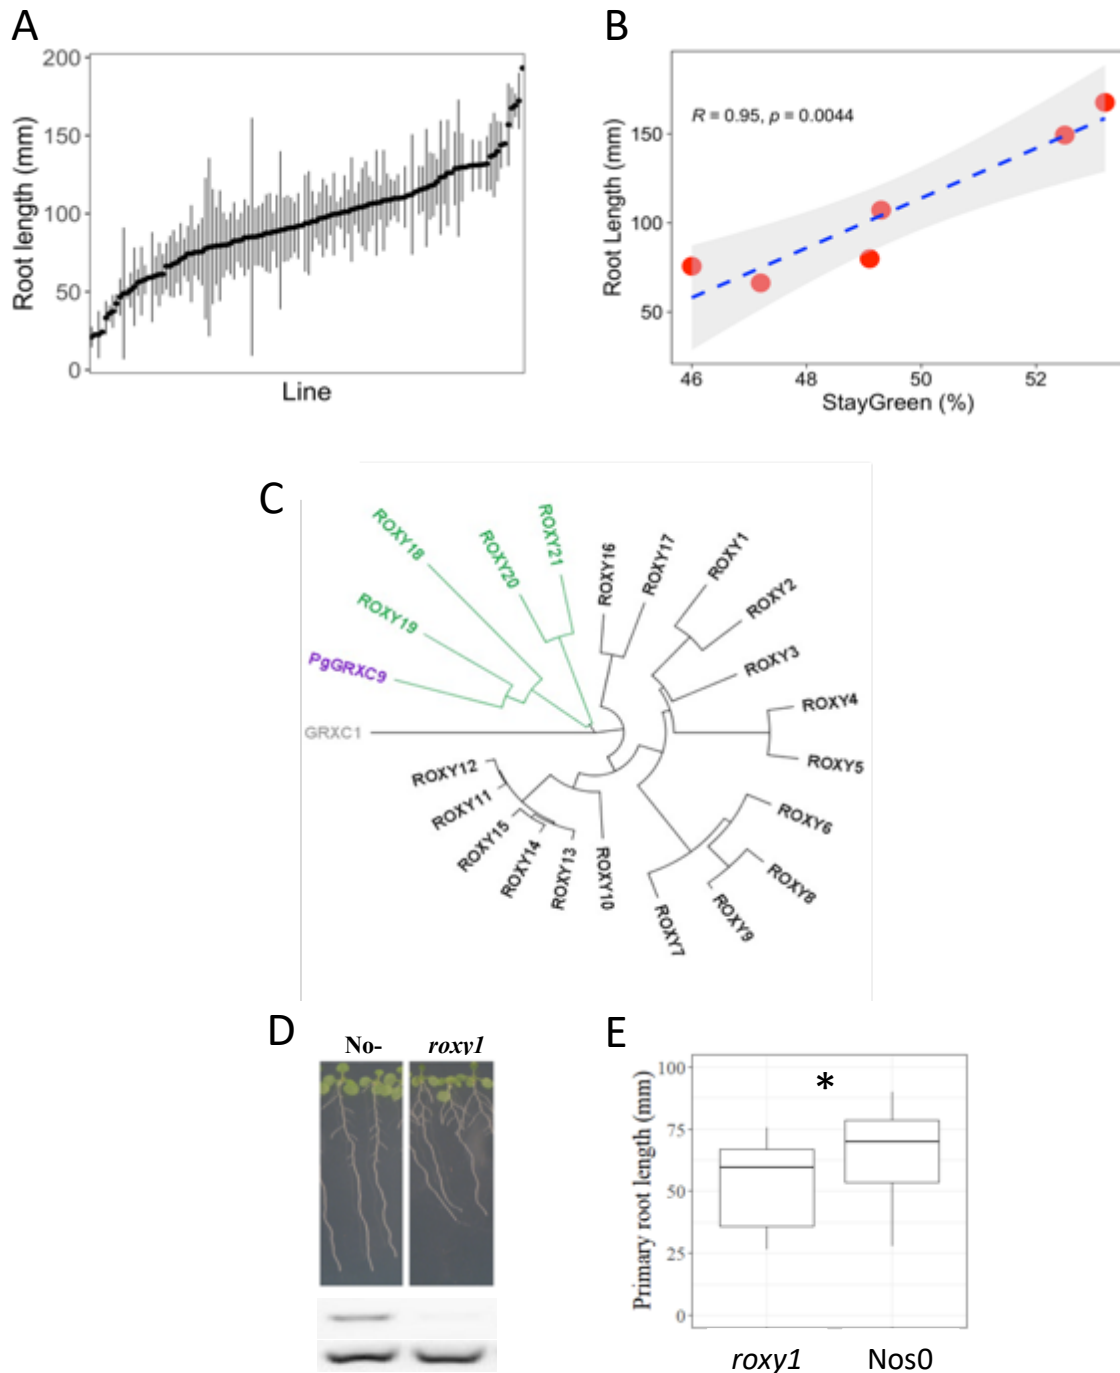 A
Root length (mm)
200
150
100
50
0
Line
B
Root Length (mm)
150
100
50
R = 0.95, p = 0.0044
46
48
50
52
StayGreen (%)
C
ROXY18
ROXY20
ROXY21
ROXY16
ROXY17
ROXY1
ROXY2
ROXY3
ROXY4
ROXY5
ROXY6
ROXY8
ROXY9
ROXY7
ROXY10
ROXY13
ROXY14
ROXY15
ROXY11
ROXY12
GRXC1
PgGRXC9
ROXY19
D
No-
roxy1
E
Primary root length (mm)
100
75
50
25
0
*
roxy1
Nos0